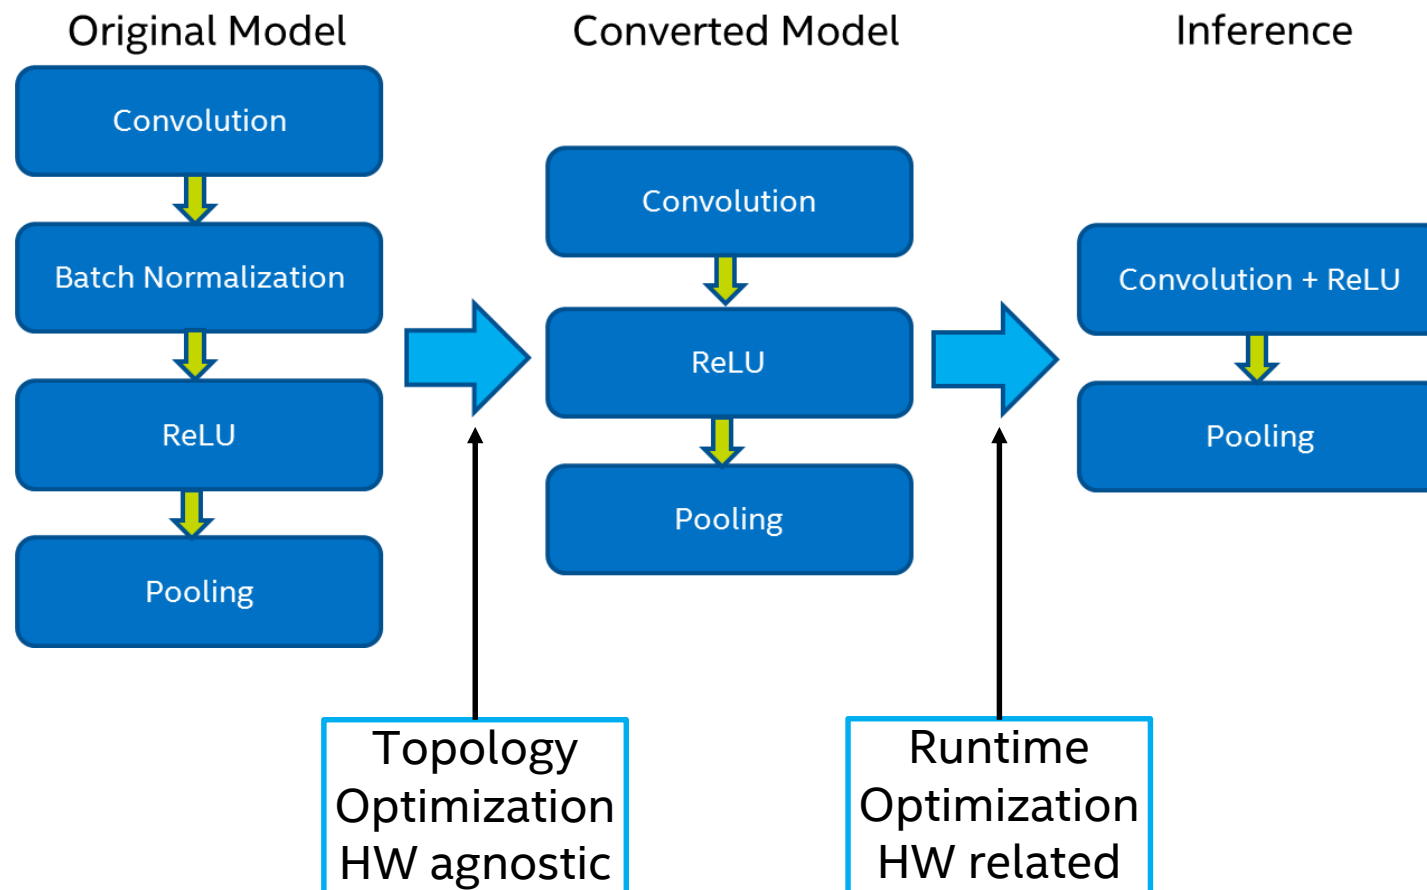 Original Model
Convolution
Batch Normalization
ReLU
Pooling
Converted Model
Convolution
ReLU
Pooling
Inference
Convolution + ReLU
Pooling
Topology
Optimization
HW agnostic
Runtime
Optimization
HW related